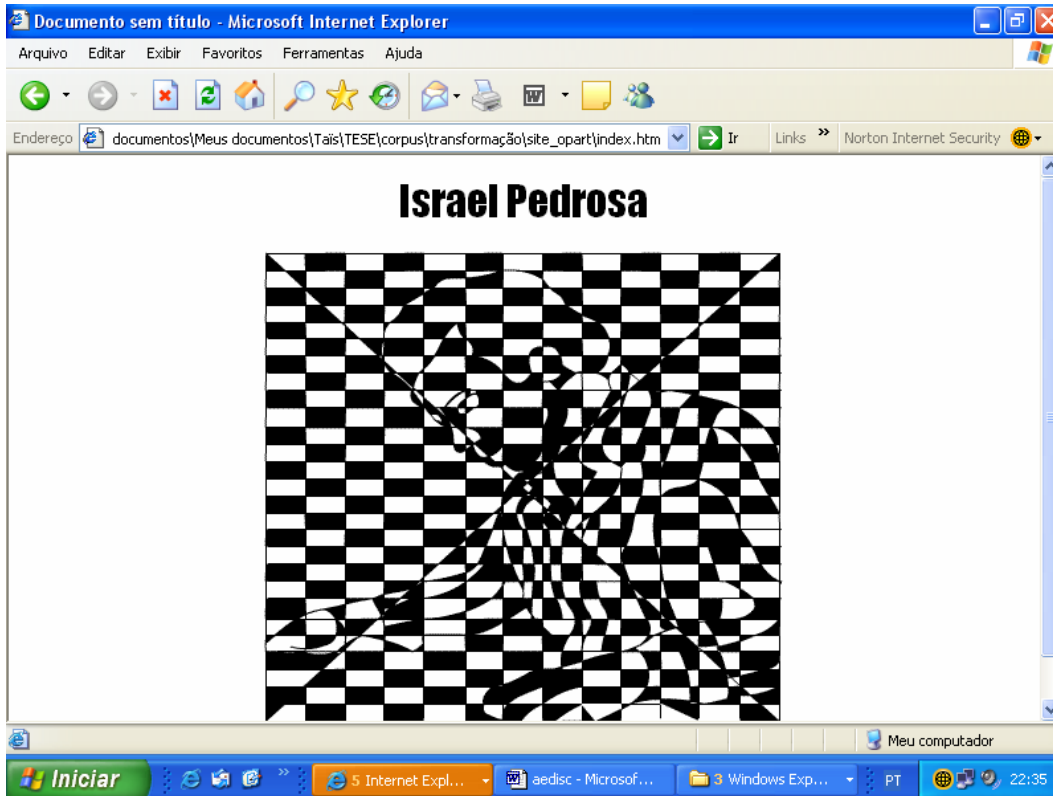 Documento sem título - Microsoft Internet Explorer
Arquivo Editar Exibir Favoritos Ferramentas Ajuda
Endereço documentos\Meus documentos\Taïs\TESE\corpus\transformação\site_opart\index.htm Ir Links » Norton Internet Security
Israel Pedrosa
Meu computador
Iniciar » 5 Internet Expl... aedisc - Microsof... 3 Windows Exp... PT 22:35